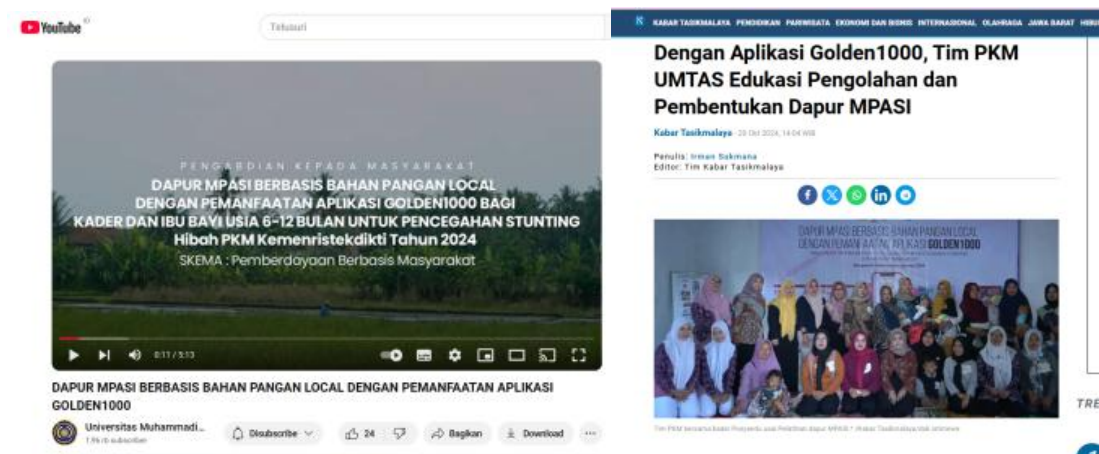 YouTube ID
Telusuri
PENGABDIAN KEPADA MASYARAKAT
DAPUR MPASI BERBASIS BAHAN PANGAN LOCAL
DENGAN PEMANFAATAN APLIKASI GOLDEN1000 BAGI
KADER DAN IBU BAYI USIA 6-12 BULAN UNTUK PENCEGAHAN STUNTING
Hibah PKM Kemenristekdikti Tahun 2024
SKEMA : Pemberdayaan Berbasis Masyarakat
0:11 / 5:13
DAPUR MPASI BERBASIS BAHAN PANGAN LOCAL DENGAN PEMANFAATAN APLIKASI
GOLDEN1000
Universitas Muhammadi...
1,96 rb subscriber
Disubscribe
24
Bagikan
Download
K KABAR TASIKMALAYA PENDIDIKAN PARIWISATA EKONOMI DAN BISNIS INTERNASIONAL OLAHRAGA JAWA BARAT
Dengan Aplikasi Golden1000, Tim PKM
UMTAS Edukasi Pengolahan dan
Pembentukan Dapur MPASI
Kabar Tasikmalaya
Penulis: Irman Sukmana
Editor: Tim Kabar Tasikmalaya
DAPUR MPASI BERBASIS BAHAN PANGAN LOCAL
DENGAN PEMANFAATAN APLIKASI GOLDEN1000
TRE